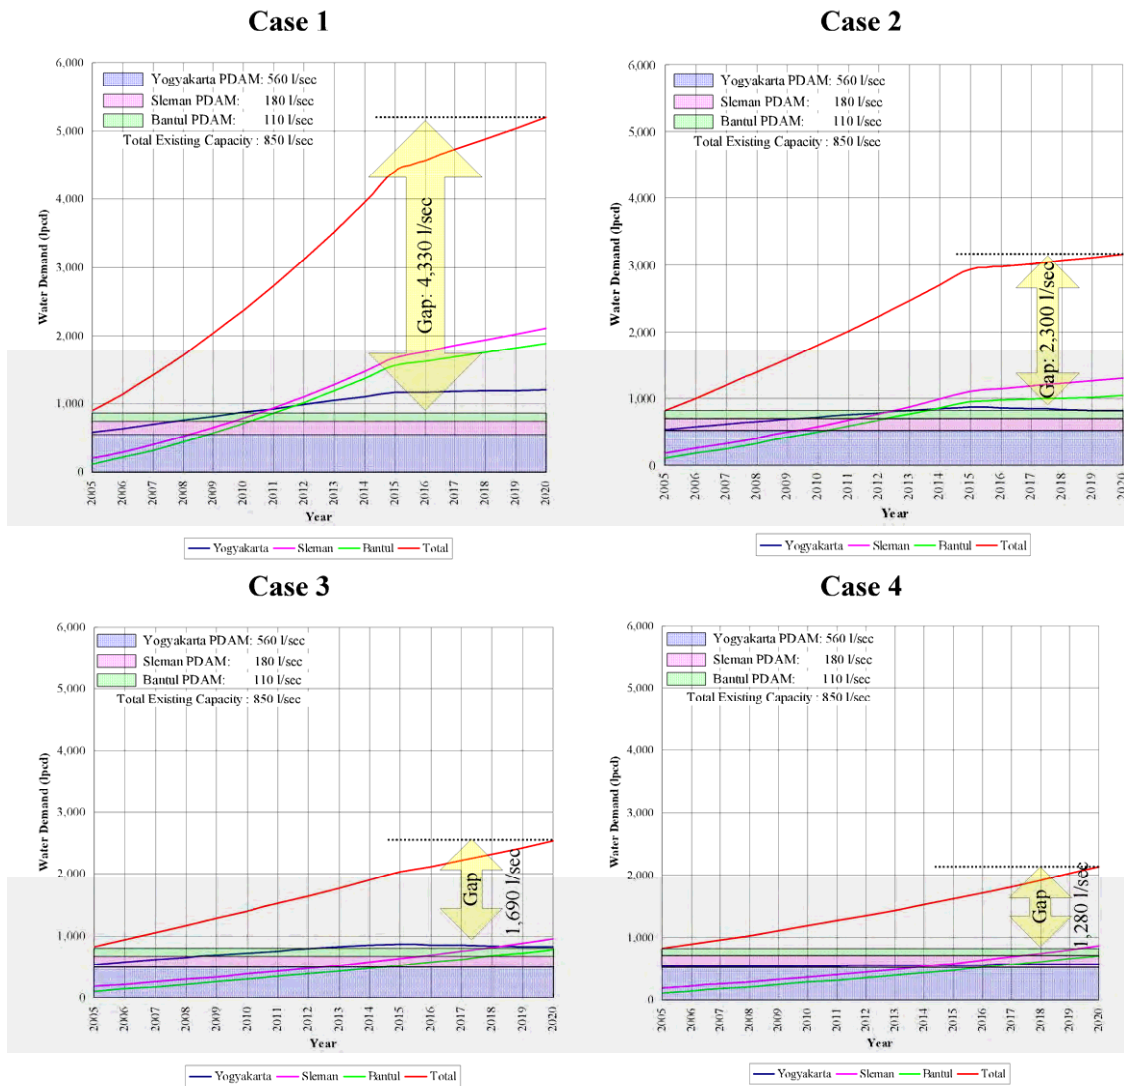 Case 1
6,000
5,000
4,000
3,000
2,000
1,000
0
Water Demand (lpcd)
Yogyakarta PDAM: 560 l/sec
Sleman PDAM: 180 l/sec
Bantul PDAM: 110 l/sec
Total Existing Capacity : 850 l/sec
Gap: 4,330 l/sec
2005 2006 2007 2008 2009 2010 2011 2012 2013 2014 2015 2016 2017 2018 2019 2020
Year
Yogyakarta Sleman Bantul Total
Case 2
6,000
5,000
4,000
3,000
2,000
1,000
0
Water Demand (lpcd)
Yogyakarta PDAM: 560 l/sec
Sleman PDAM: 180 l/sec
Bantul PDAM: 110 l/sec
Total Existing Capacity : 850 l/sec
Gap: 2,300 l/sec
2005 2006 2007 2008 2009 2010 2011 2012 2013 2014 2015 2016 2017 2018 2019 2020
Year
Yogyakarta Sleman Bantul Total
Case 3
6,000
5,000
4,000
3,000
2,000
1,000
0
Water Demand (lpcd)
Yogyakarta PDAM: 560 l/sec
Sleman PDAM: 180 l/sec
Bantul PDAM: 110 l/sec
Total Existing Capacity : 850 l/sec
Gap
1,690 l/sec
2005 2006 2007 2008 2009 2010 2011 2012 2013 2014 2015 2016 2017 2018 2019 2020
Year
Yogyakarta Sleman Bantul Total
Case 4
6,000
5,000
4,000
3,000
2,000
1,000
0
Water Demand (lpcd)
Yogyakarta PDAM: 560 l/sec
Sleman PDAM: 180 l/sec
Bantul PDAM: 110 l/sec
Total Existing Capacity : 850 l/sec
Gap
1,280 l/sec
2005 2006 2007 2008 2009 2010 2011 2012 2013 2014 2015 2016 2017 2018 2019 2020
Year
Yogyakarta Sleman Bantul Total